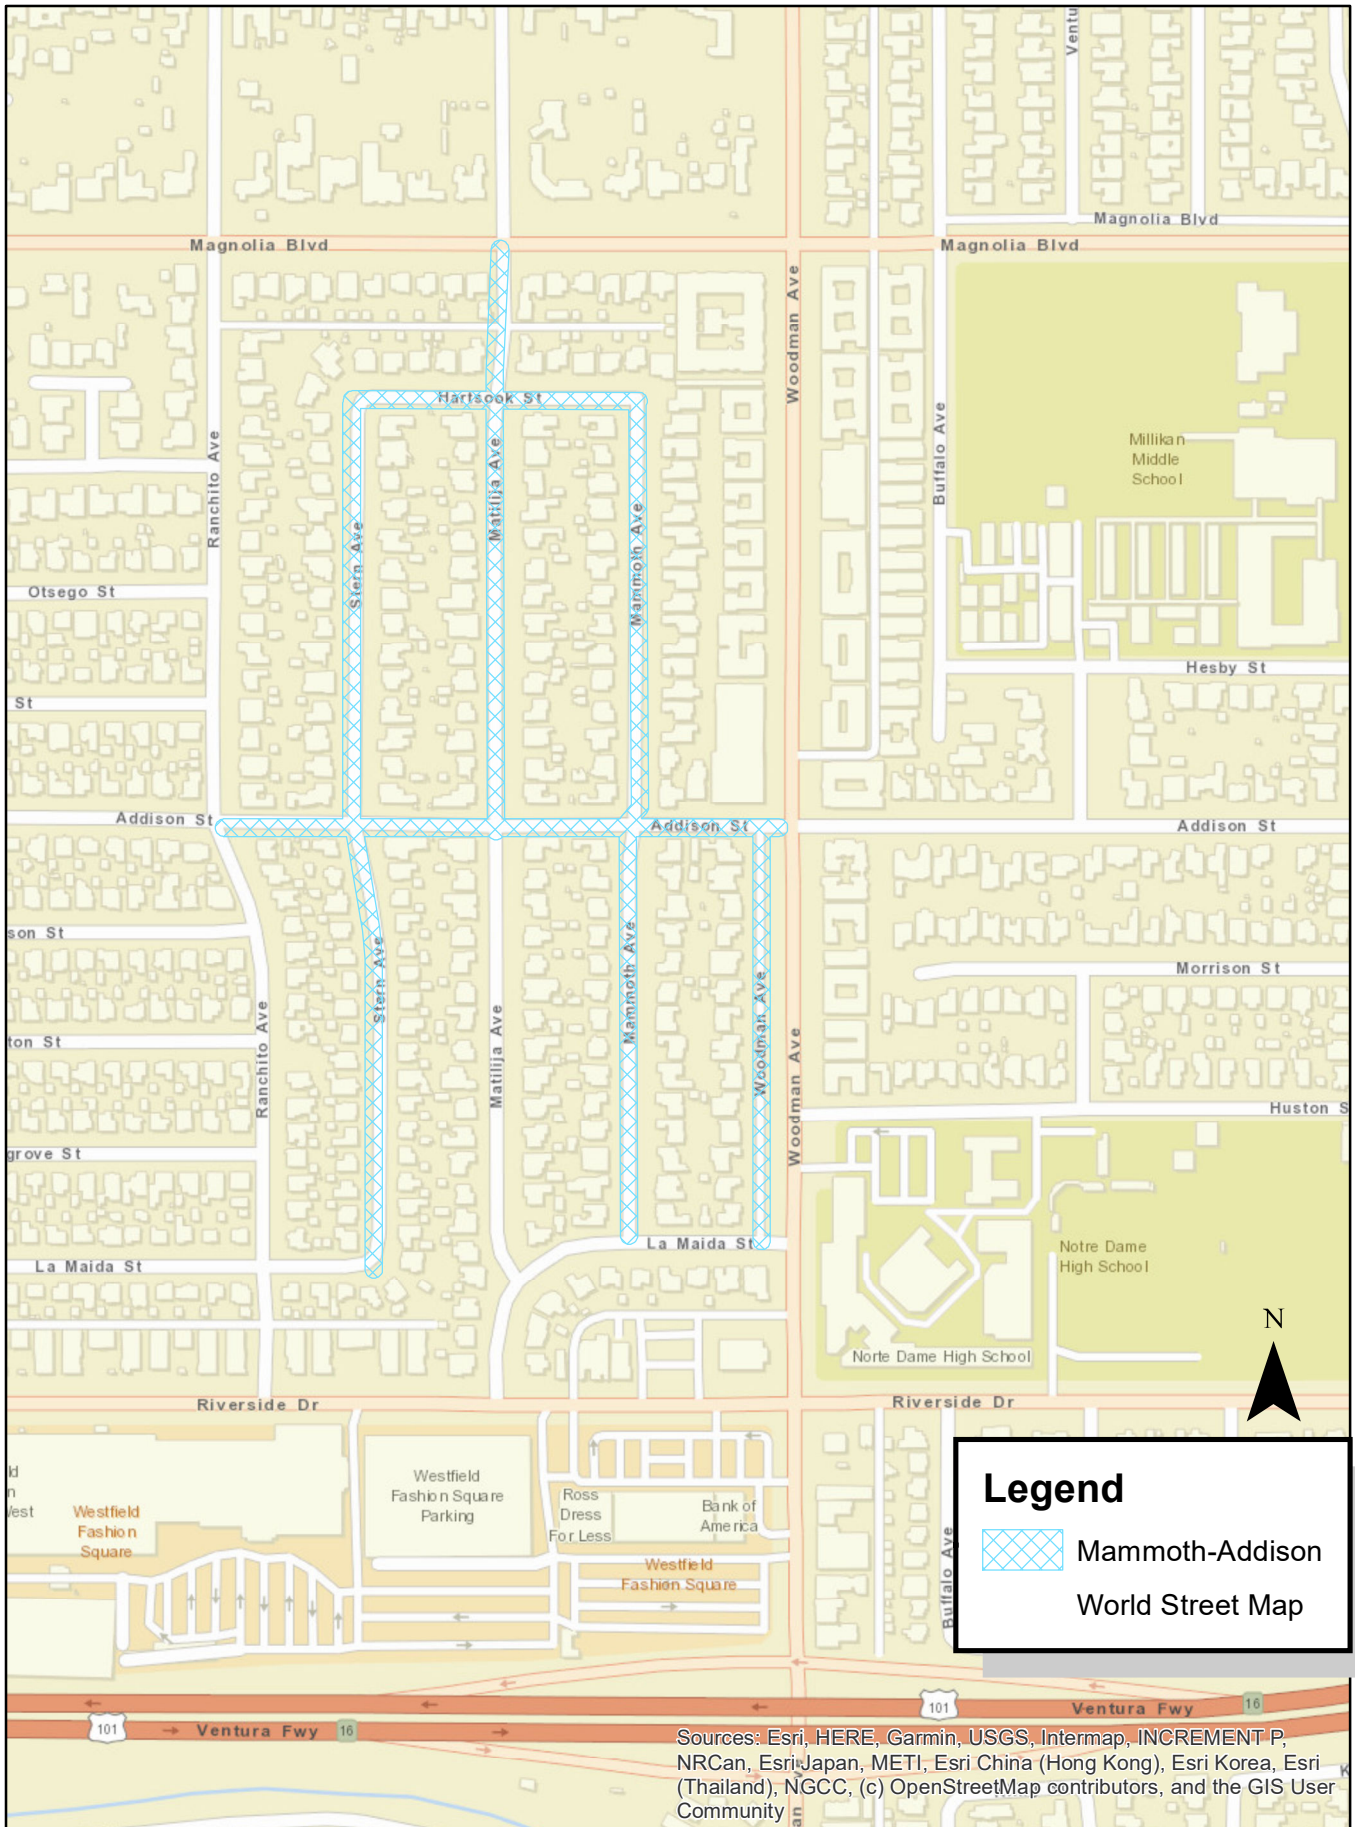 Ventu
Magnolia Blvd
Magnolia Blvd
Magnolia Blvd
Woodman Ave
Hartsook St
Ranchito Ave
Matilija Ave
Buffalo Ave
Millikan
Middle
School
Stern Ave
Mammoth Ave
Otsego St
Hesby St
St
Addison St
Addison St
Addison St
son St
Stern Ave
Mammoth Ave
Woodman Ave
Morrison St
Ranchito Ave
Matilija Ave
Woodman Ave
ton St
Huston S
grove St
La Maida St
La Maida St
Notre Dame
High School
N
Norte Dame High School
Riverside Dr
Riverside Dr
ld
n
West
Westfield
Fashion
Square
Westfield
Fashion Square
Parking
Ross
Dress
For Less
Bank of
America
Westfield
Fashion Square
Buffalo Ave
Legend
Mammoth-Addison
World Street Map
101
Ventura Fwy
16
101
Ventura Fwy
16
Sources: Esri, HERE, Garmin, USGS, Intermap, INCREMENT P,
NRCan, Esri Japan, METI, Esri China (Hong Kong), Esri Korea, Esri
(Thailand), NGCC, (c) OpenStreetMap contributors, and the GIS User
Community